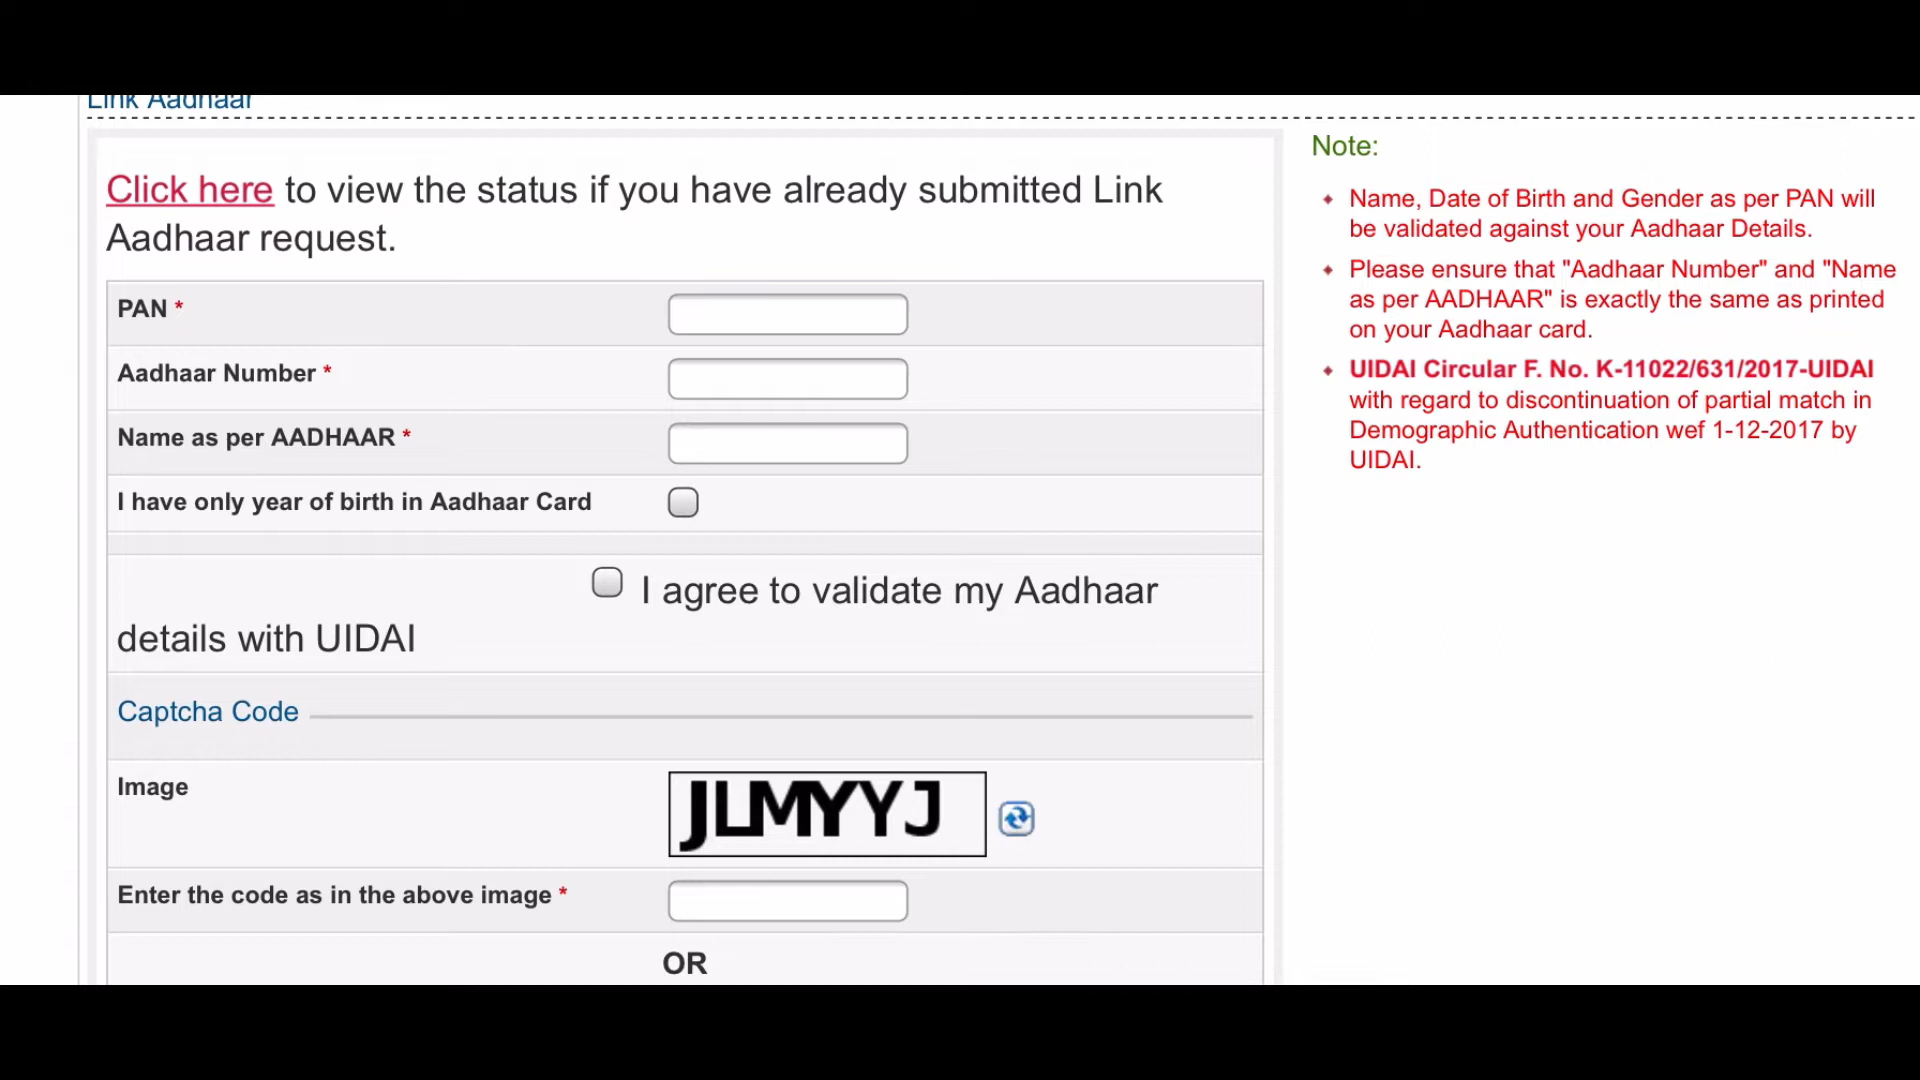 Link Aadhaar
Click here to view the status if you have already submitted Link
Aadhaar request.
PAN *
Aadhaar Number *
Name as per AADHAAR *
I have only year of birth in Aadhaar Card
I agree to validate my Aadhaar
details with UIDAI
Captcha Code
Image
JLMYYJ
Enter the code as in the above image *
OR
Note:
Name, Date of Birth and Gender as per PAN will
be validated against your Aadhaar Details.
Please ensure that "Aadhaar Number" and "Name
as per AADHAAR" is exactly the same as printed
on your Aadhaar card.
UIDAI Circular F. No. K-11022/631/2017-UIDAI
with regard to discontinuation of partial match in
Demographic Authentication wef 1-12-2017 by
UIDAI.